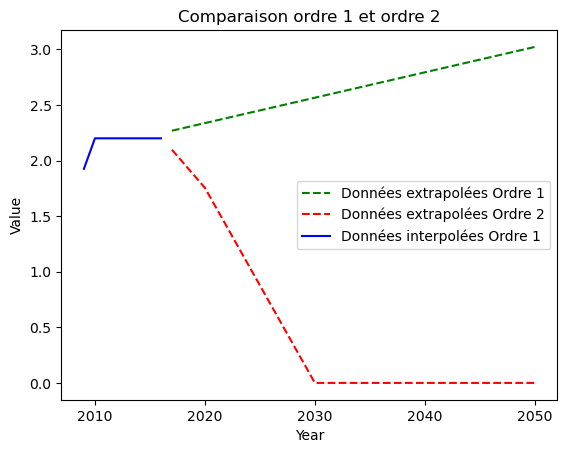 Comparaison ordre 1 et ordre 2
3.0
2.5
2.0
1.5
1.0
0.5
0.0
Value
Données extrapolées Ordre 1
Données extrapolées Ordre 2
Données interpolées Ordre 1
2010 2020 2030 2040 2050
Year